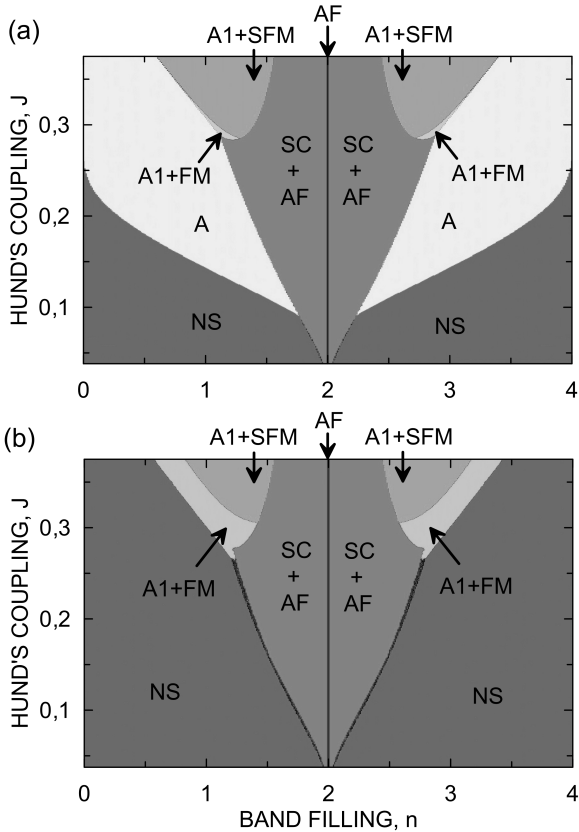 (a)
AF
A1+SFM A1+SFM
HUND'S COUPLING, J
0,3
0,2
0,1
SC SC
+ +
AF AF
A1+FM A1+FM
A A
NS NS
0 1 2 3 4
(b)
AF
A1+SFM A1+SFM
HUND'S COUPLING, J
0,3
0,2
0,1
SC SC
+ +
AF AF
A1+FM A1+FM
NS NS
0 1 2 3 4
BAND FILLING, n